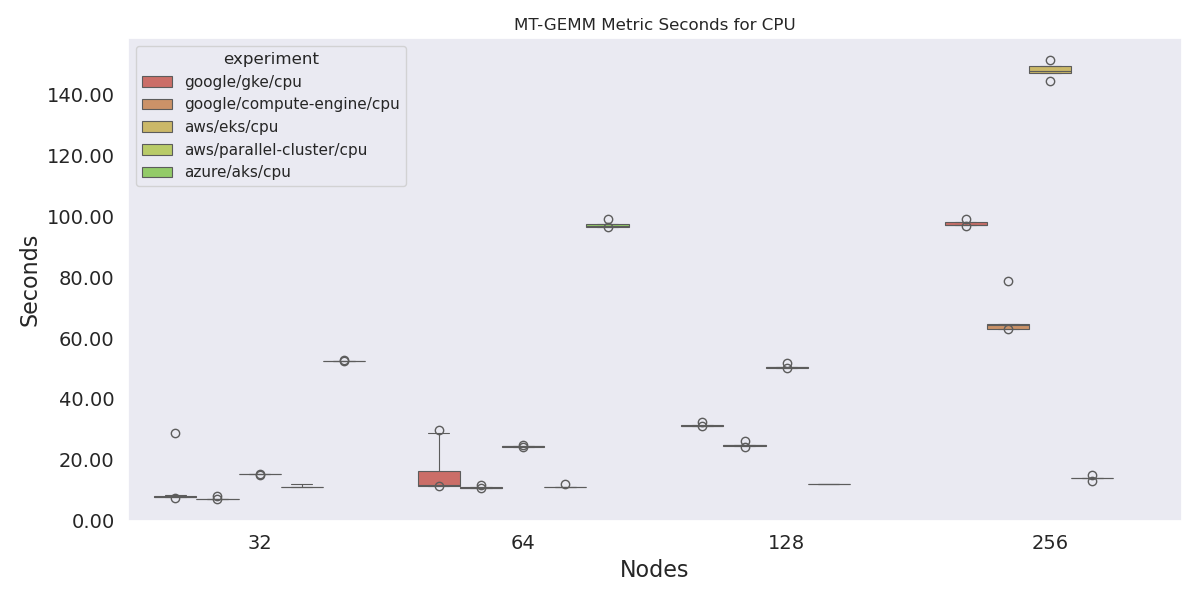 MT-GEMM Metric Seconds for CPU
experiment
google/gke/cpu
google/compute-engine/cpu
aws/eks/cpu
aws/parallel-cluster/cpu
azure/aks/cpu
Seconds
140.00
120.00
100.00
80.00
60.00
40.00
20.00
0.00
32 64 128 256
Nodes